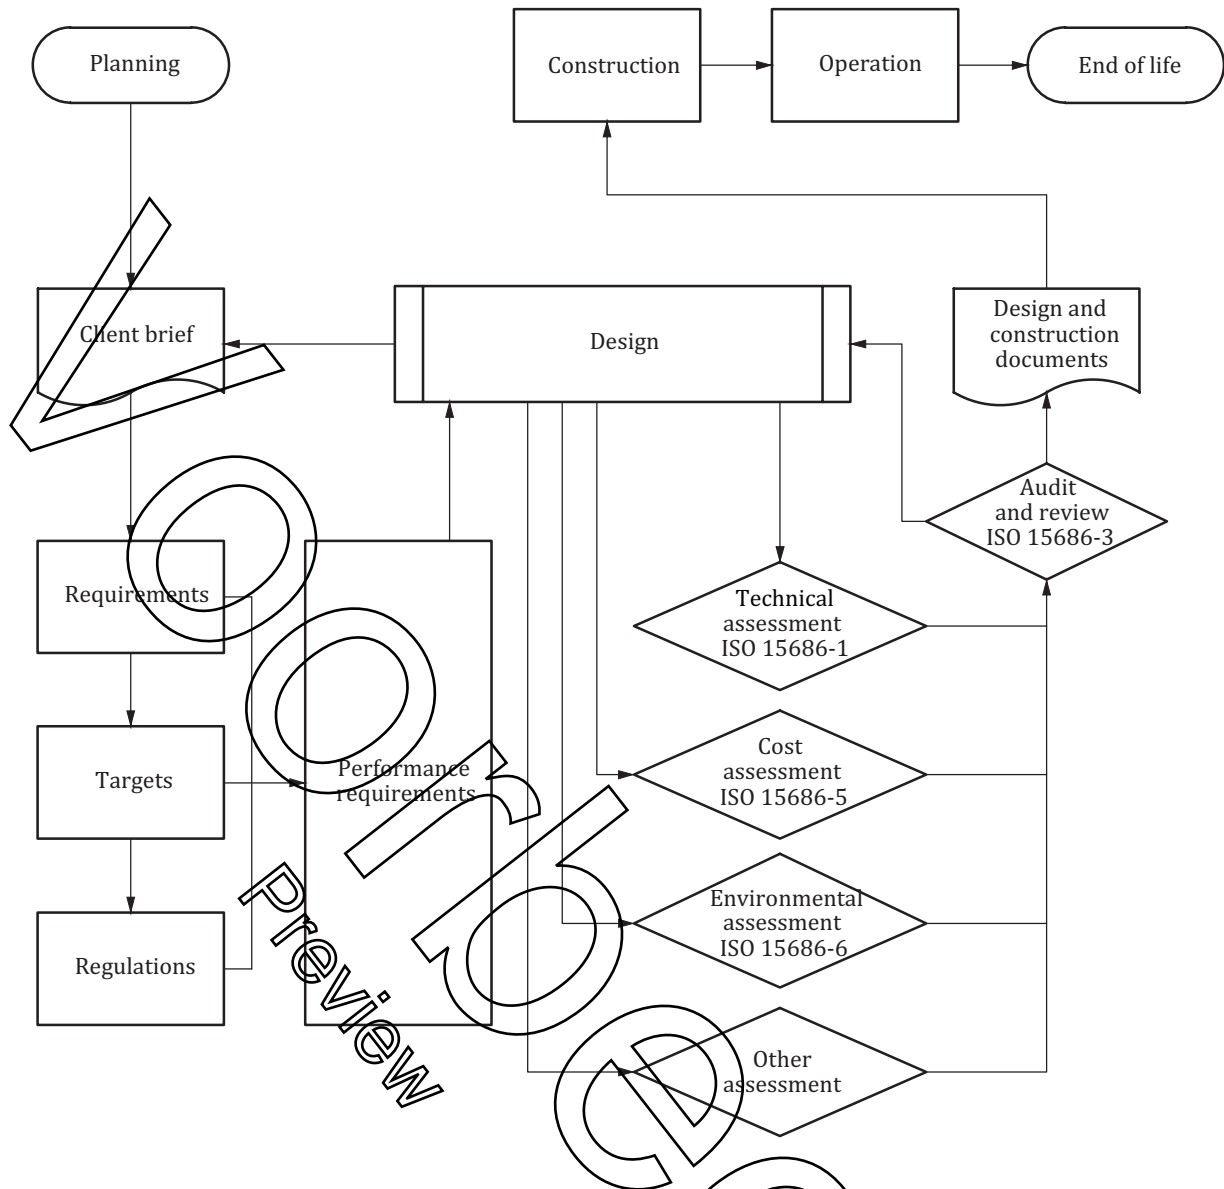 Planning
Construction
Operation
End of life
Client brief
Design
Design and
construction
documents
Audit
and review
ISO 15686-3
Requirements
Technical
assessment
ISO 15686-1
Targets
Performance
requirements
Cost
assessment
ISO 15686-5
Regulations
Environmental
assessment
ISO 15686-6
Other
assessment
Voorbee
Preview